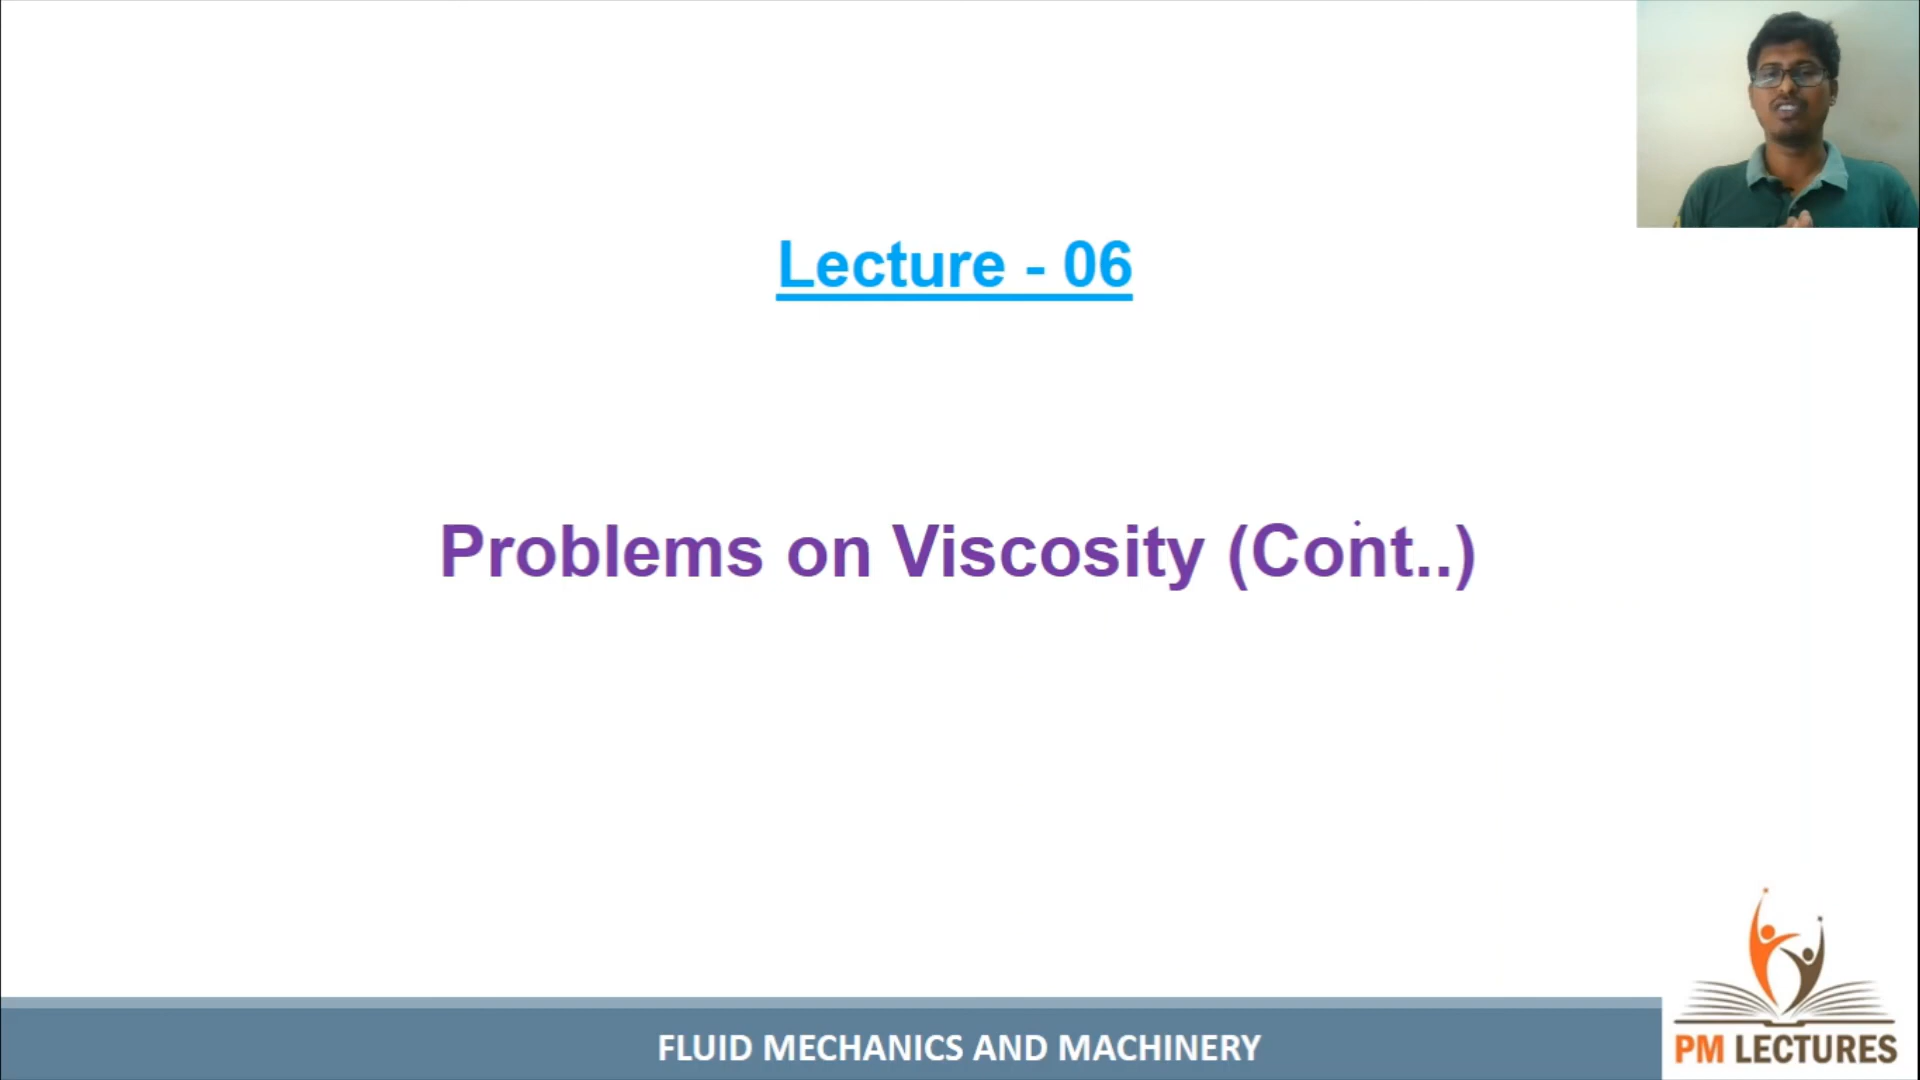 Lecture - 06
Problems on Viscosity (Cont..)
FLUID MECHANICS AND MACHINERY
PM LECTURES